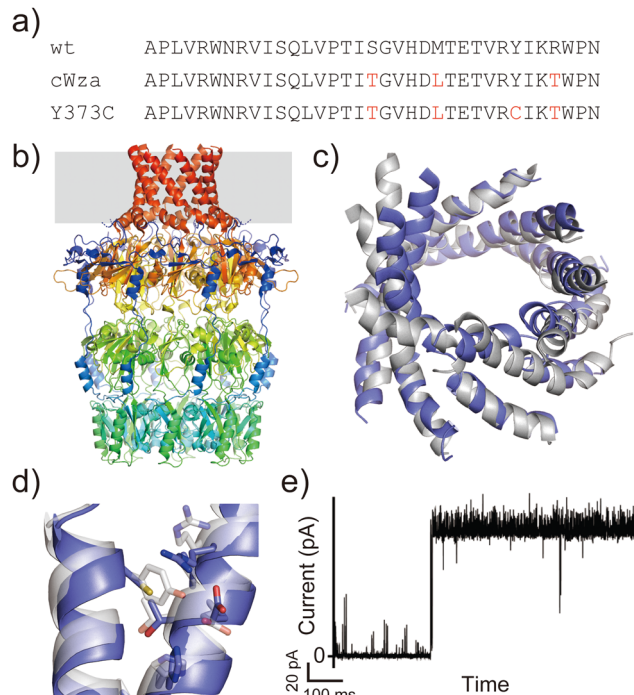 a)
wt APLVRWNRVISQLVPTISGVHDMTETVRYIKRWPN
cWza APLVRWNRVISQLVPTITGVHDLTETVRYIKTWPN
Y373C APLVRWNRVISQLVPTITGVHDLTETVRCIKTWPN
b)
c)
d)
e)
Current (pA)
0
20 pA
100 ms
Time